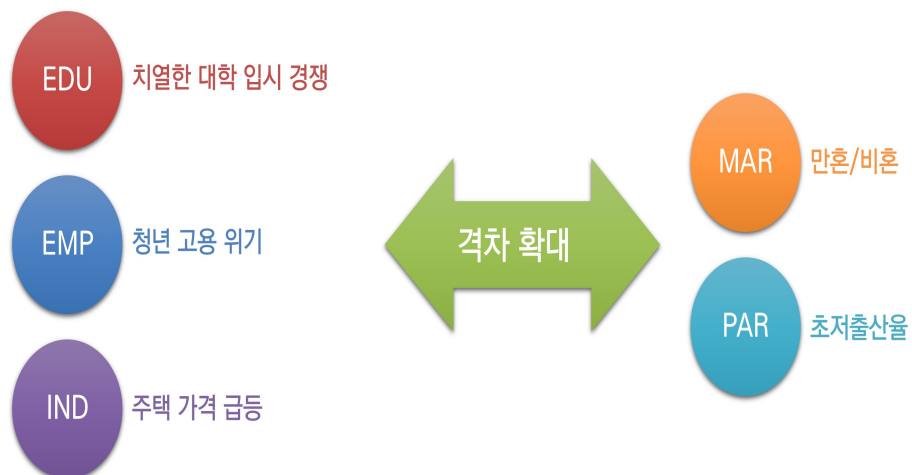 EDU 치열한 대학 입시 경쟁
EMP 청년 고용 위기
IND 주택 가격 급등
격차 확대
MAR 만혼/비혼
PAR 초저출산율